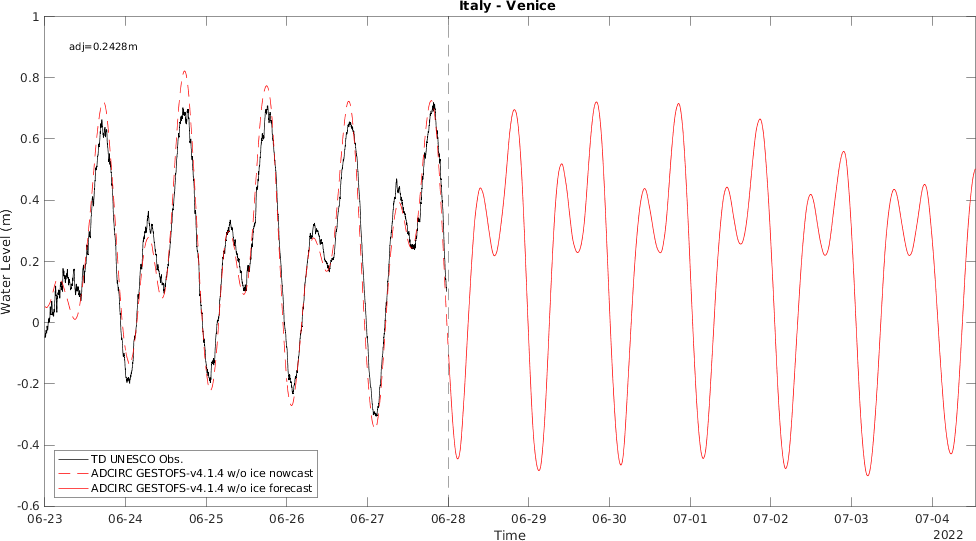 Italy - Venice
adj=0.2428m
Water Level (m)
1
0.8
0.6
0.4
0.2
0
-0.2
-0.4
-0.6
TD UNESCO Obs.
ADCIRC GESTOFS-v4.1.4 w/o ice nowcast
ADCIRC GESTOFS-v4.1.4 w/o ice forecast
06-23 06-24 06-25 06-26 06-27 06-28 06-29 06-30 07-01 07-02 07-03 07-04
Time
2022